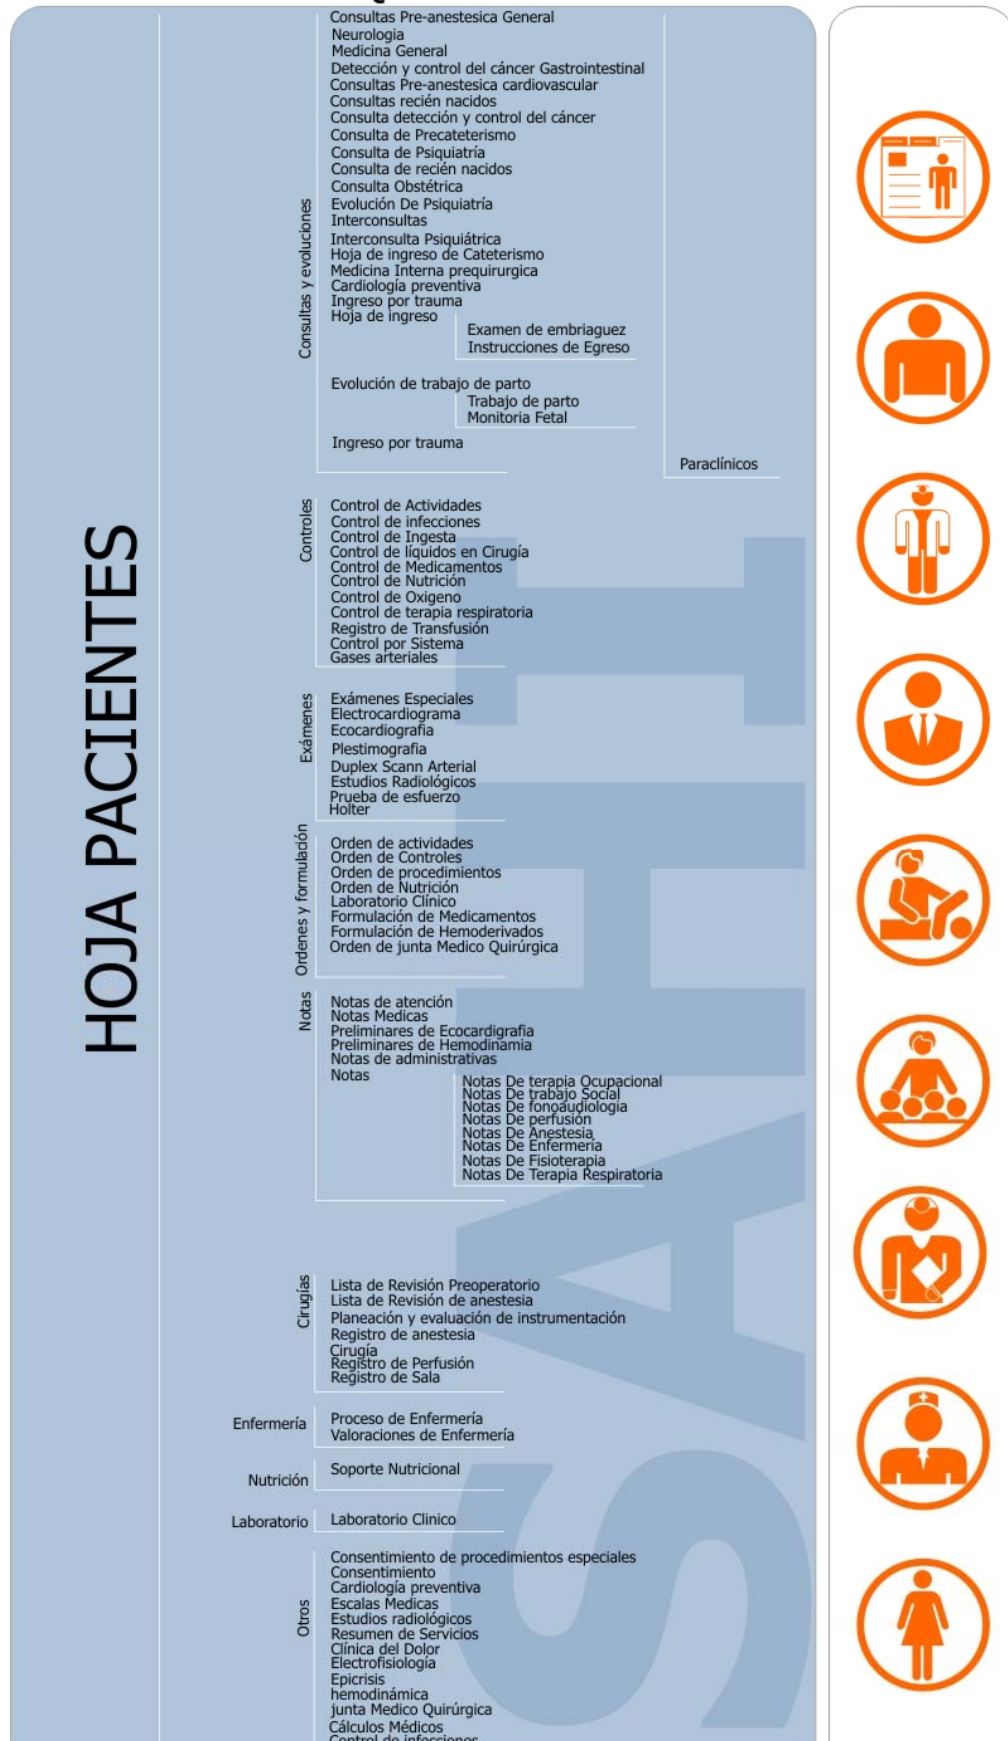 Consultas Pre-anestesica General
Neurologia
Medicina General
Detección y control del cáncer Gastrointestinal
Consultas Pre-anestesica cardiovascular
Consultas recién nacidos
Consulta detección y control del cáncer
Consulta de Precateterismo
Consulta de Psiquiatría
Consulta de recién nacidos
Consulta Obstétrica
Evolución De Psiquiatría
Interconsultas
Interconsulta Psiquiátrica
Hoja de ingreso de Cateterismo
Medicina Interna prequirurgica
Cardiología preventiva
Ingreso por trauma
Hoja de ingreso
Examen de embriaguez
Instrucciones de Egreso
Evolución de trabajo de parto
Trabajo de parto
Monitoria Fetal
Ingreso por trauma
Paraclínicos
Consultas y evoluciones
HOJA PACIENTES
Controles
Control de Actividades
Control de infecciones
Control de Ingesta
Control de líquidos en Cirugía
Control de Medicamentos
Control de Nutrición
Control de Oxigeno
Control de terapia respiratoria
Registro de Transfusión
Control por Sistema
Gases arteriales
Exámenes
Exámenes Especiales
Electrocardiograma
Ecocardiografia
Plestimografia
Duplex Scann Arterial
Estudios Radiológicos
Prueba de esfuerzo
Holter
Ordenes y formulación
Orden de actividades
Orden de Controles
Orden de procedimientos
Orden de Nutrición
Laboratorio Clínico
Formulación de Medicamentos
Formulación de Hemoderivados
Orden de junta Medico Quirúrgica
Notas
Notas de atención
Notas Medicas
Preliminares de Ecocardigrafia
Preliminares de Hemodinamia
Notas de administrativas
Notas
Notas De terapia Ocupacional
Notas De trabajo Social
Notas De fonoaudiologia
Notas De perfusión
Notas De Anestesia
Notas De Enfermería
Notas De Fisioterapia
Notas De Terapia Respiratoria
Cirugías
Lista de Revisión Preoperatorio
Lista de Revisión de anestesia
Planeación y evaluación de instrumentación
Registro de anestesia
Cirugía
Registro de Perfusión
Registro de Sala
Enfermería
Proceso de Enfermería
Valoraciones de Enfermería
Nutrición
Soporte Nutricional
Laboratorio
Laboratorio Clinico
Otros
Consentimiento de procedimientos especiales
Consentimiento
Cardiología preventiva
Escalas Medicas
Estudios radiológicos
Resumen de Servicios
Clínica del Dolor
Electrofisiología
Epicrisis
hemodinámica
junta Medico Quirúrgica
Cálculos Médicos
Control de infecciones
SAHI